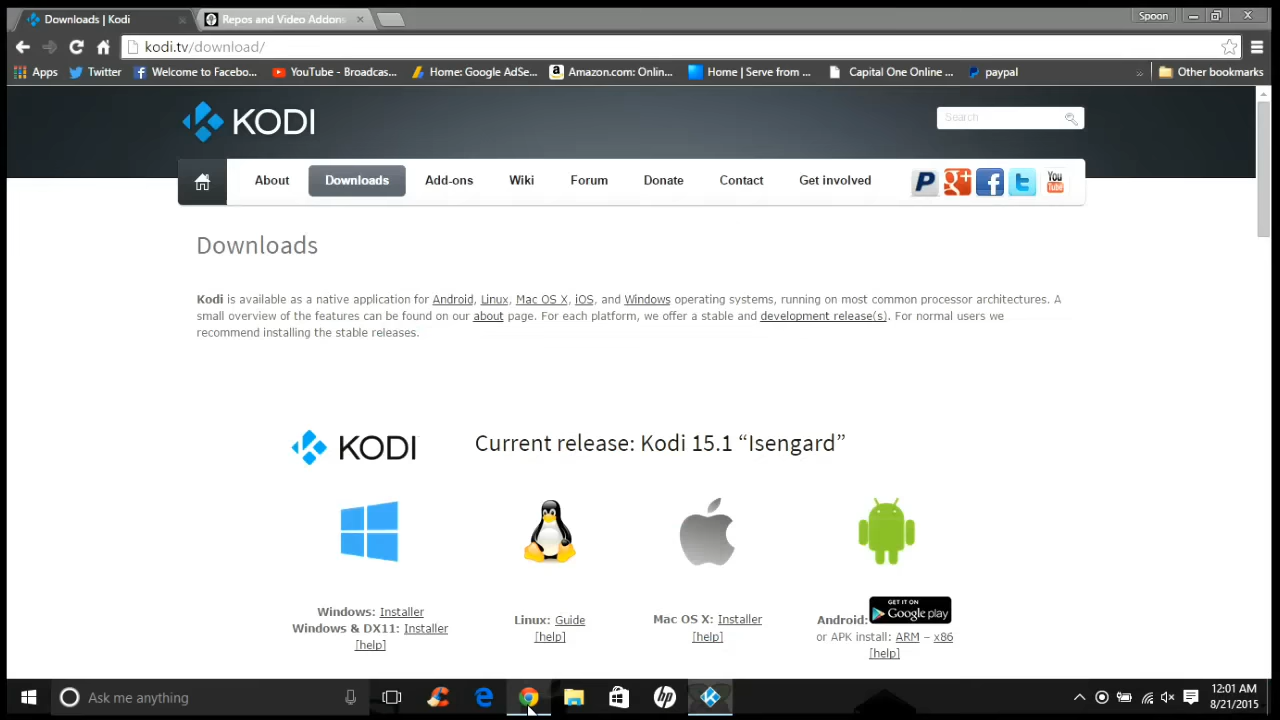 Downloads | Kodi
Repos and Video Addons
Spoon
kodi.tv/download/
Apps
Twitter
Welcome to Facebo...
YouTube - Broadcas...
Home: Google AdSe...
Amazon.com: Onlin...
Home | Serve from ...
Capital One Online ...
paypal
»
Other bookmarks
KODI
Search
About
Downloads
Add-ons
Wiki
Forum
Donate
Contact
Get involved
You
Tube
Downloads
Kodi is available as a native application for Android, Linux, Mac OS X, iOS, and Windows operating systems, running on most common processor architectures. A
small overview of the features can be found on our about page. For each platform, we offer a stable and development release(s). For normal users we
recommend installing the stable releases.
KODI
Current release: Kodi 15.1 “Isengard”
Windows: Installer
Windows & DX11: Installer
[help]
Linux: Guide
[help]
Mac OS X: Installer
[help]
GET IT ON
Google play
Android:
or APK install: ARM – x86
[help]
Ask me anything
hp
12:01 AM
8/21/2015